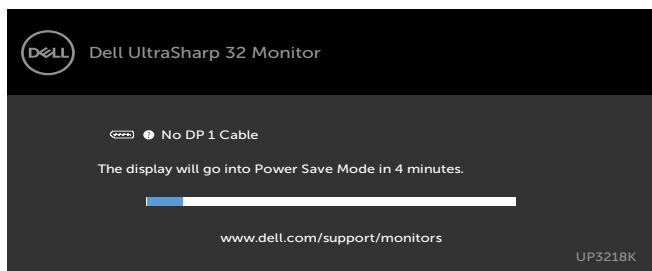 DELL Dell UltraSharp 32 Monitor
? No DP 1 Cable
The display will go into Power Save Mode in 4 minutes.
www.dell.com/support/monitors
UP3218K